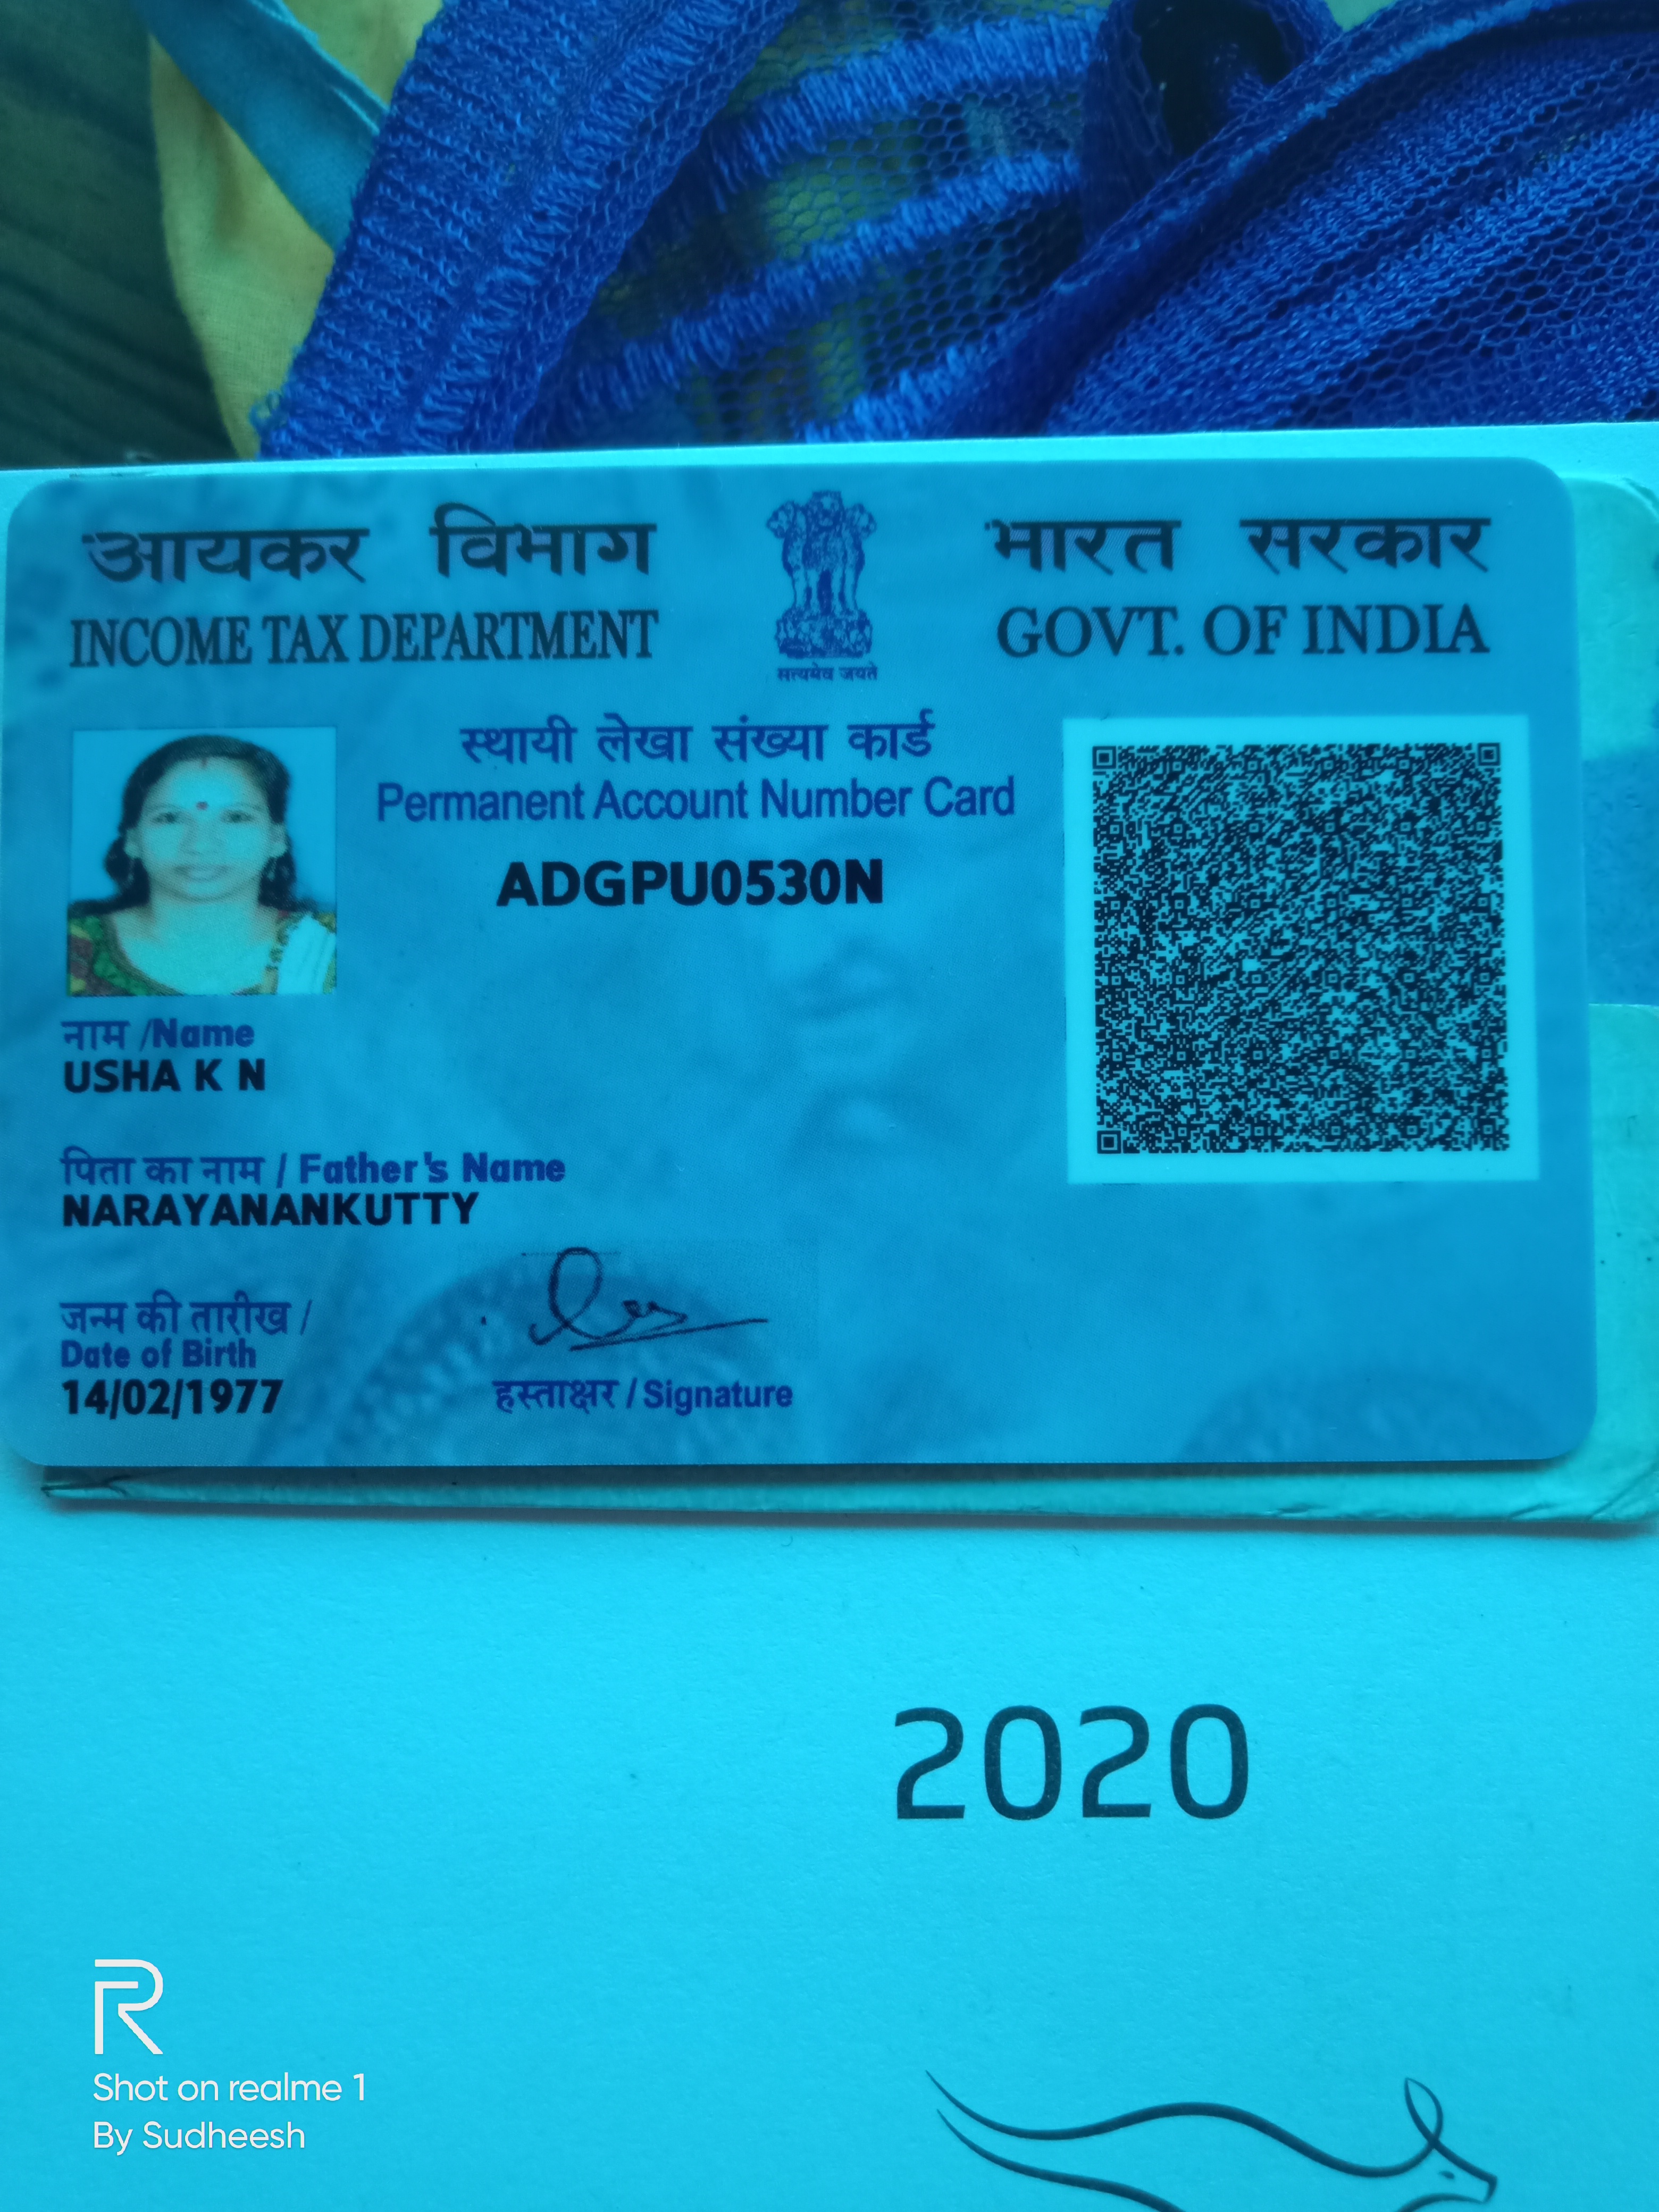 आयकर विभाग
INCOME TAX DEPARTMENT
सत्यमेव जयते
भारत सरकार
GOVT. OF INDIA
स्थायी लेखा संख्या कार्ड
Permanent Account Number Card
ADGPU0530N
नाम /Name
USHA K N
पिता का नाम / Father's Name
NARAYANANKUTTY
जन्म की तारीख /
Date of Birth
14/02/1977
हस्ताक्षर / Signature
2020
Shot on realme 1
By Sudheesh